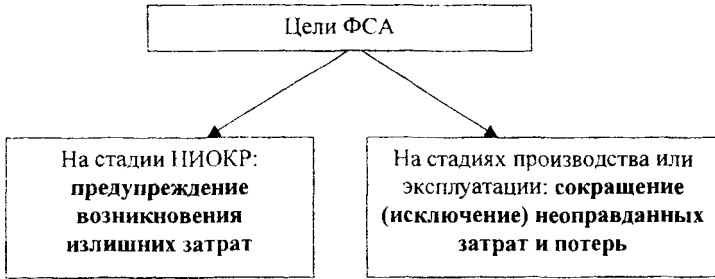 Цели ФСА
На стадии НИОКР:
предупреждение
возникновения
излишних затрат
На стадиях производства или
эксплуатации: сокращение
(исключение) неоправданных
затрат и потерь